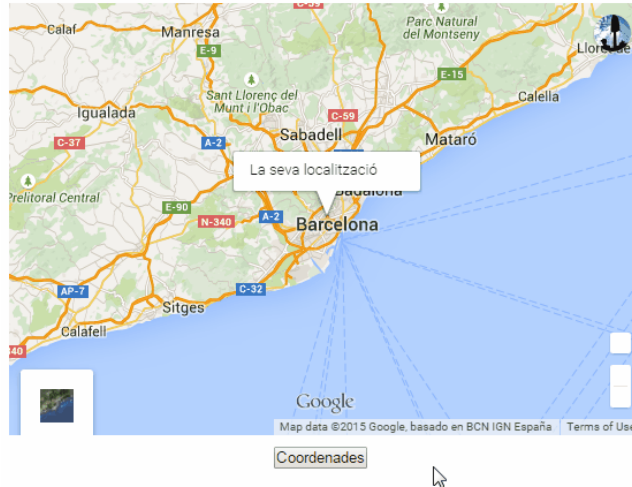 C-59
Calaf
Manresa
Parc Natural
del Montseny
E-9
E-15
Sant Llorenç del
Munt i l'Obac
Calella
Igualada
C-59
C-37
A-2
Sabadell
Mataró
La seva localització
Badalona
Prelitoral Central
E-90
N-340
A-2
Barcelona
AP-7
C-32
Sitges
Calafell
40
Google
Map data ©2015 Google, basado en BCN IGN España
Terms of Use
Coordenades